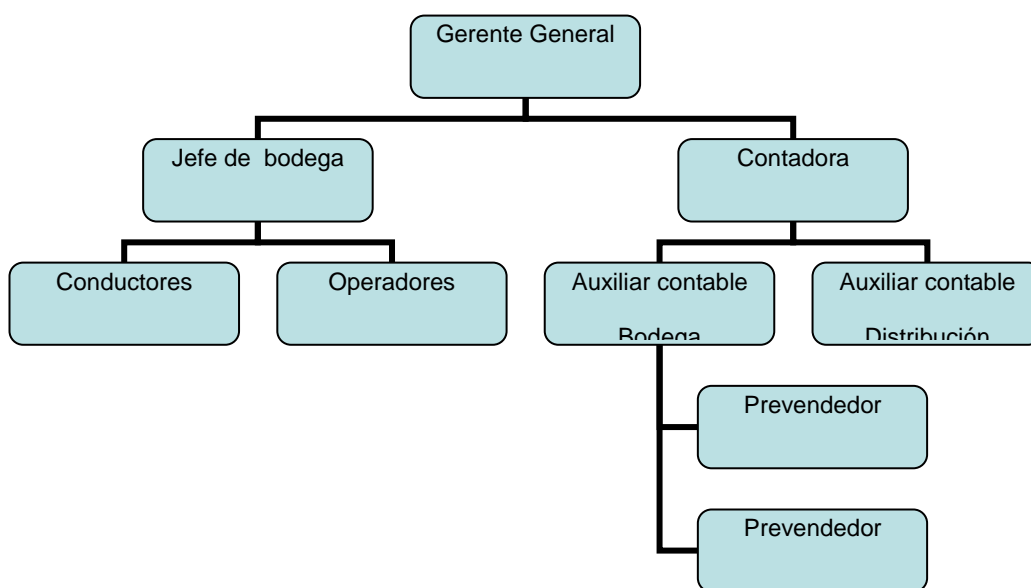 Gerente General
Jefe de bodega
Contadora
Conductores
Operadores
Auxiliar contable
Bodega
Auxiliar contable
Distribución
Prevendedor
Prevendedor